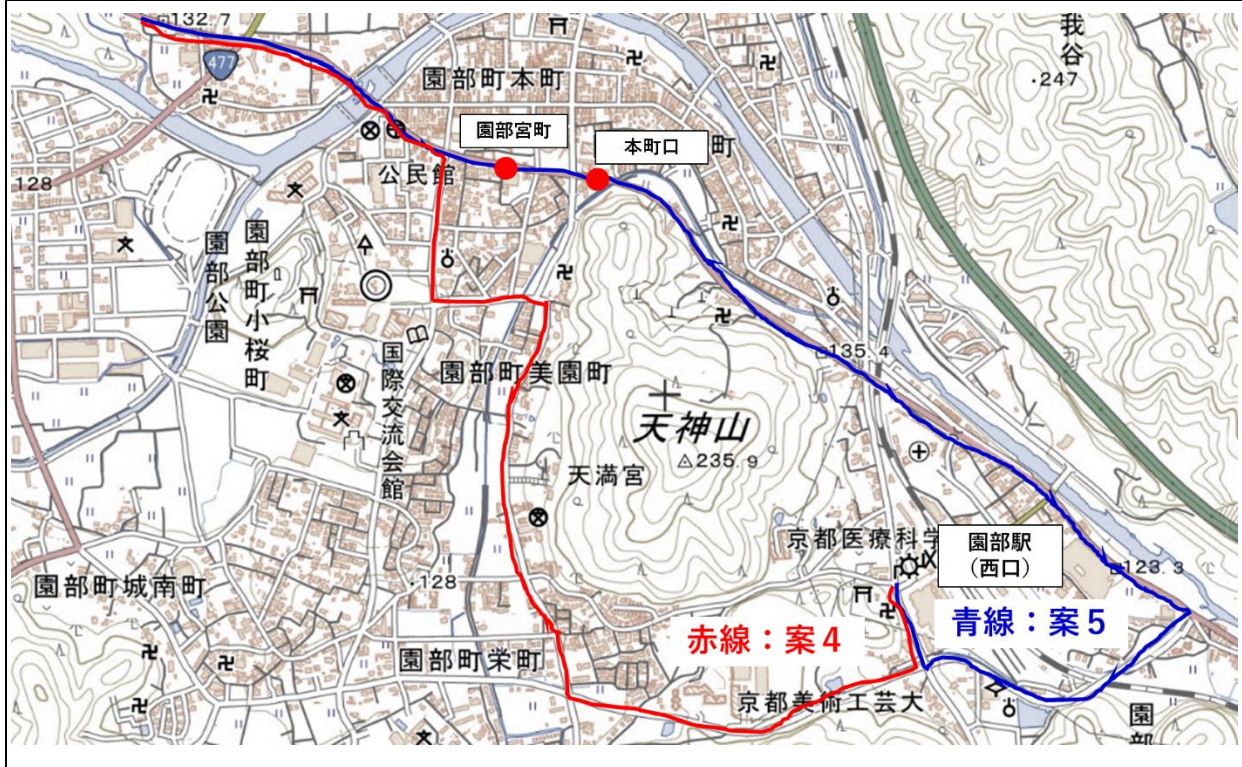 132.7
477
我谷
・247
園部町本町
園部宮町
本町口
町
公民館
128
園部公園
園部町小桜町
国際交流会館
園部町美園町
135.4
天神山
235.9
天満宮
京都医療科学
園部駅
(西口)
123.3
・128
園部町城南町
赤線：案4
青線：案5
園部町栄町
京都美術工芸大
園部